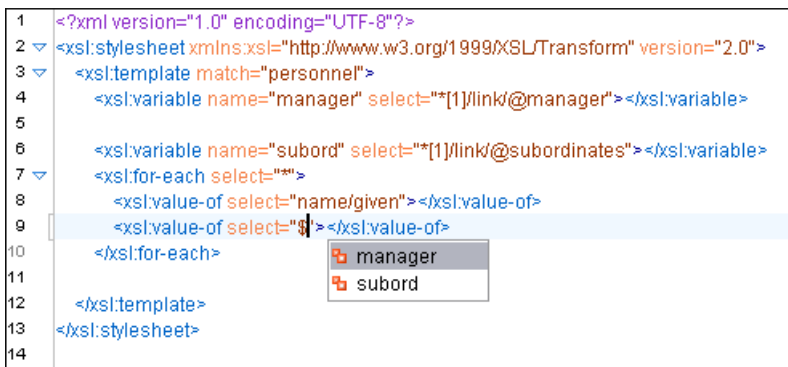 1 <?xml version="1.0" encoding="UTF-8"?>
2 <xsl:stylesheet xmlns:xsl="http://www.w3.org/1999/XSL/Transform" version="2.0">
3 <xsl:template match="personnel">
4 <xsl:variable name="manager" select="*[1]/link/@manager"></xsl:variable>
5
6 <xsl:variable name="subord" select="*[1]/link/@subordinates"></xsl:variable>
7 <xsl:for-each select="*">
8 <xsl:value-of select="name/given"></xsl:value-of>
9 <xsl:value-of select="$"></xsl:value-of>
10 </xsl:for-each>
manager
11
subord
12 </xsl:template>
13 </xsl:stylesheet>
14